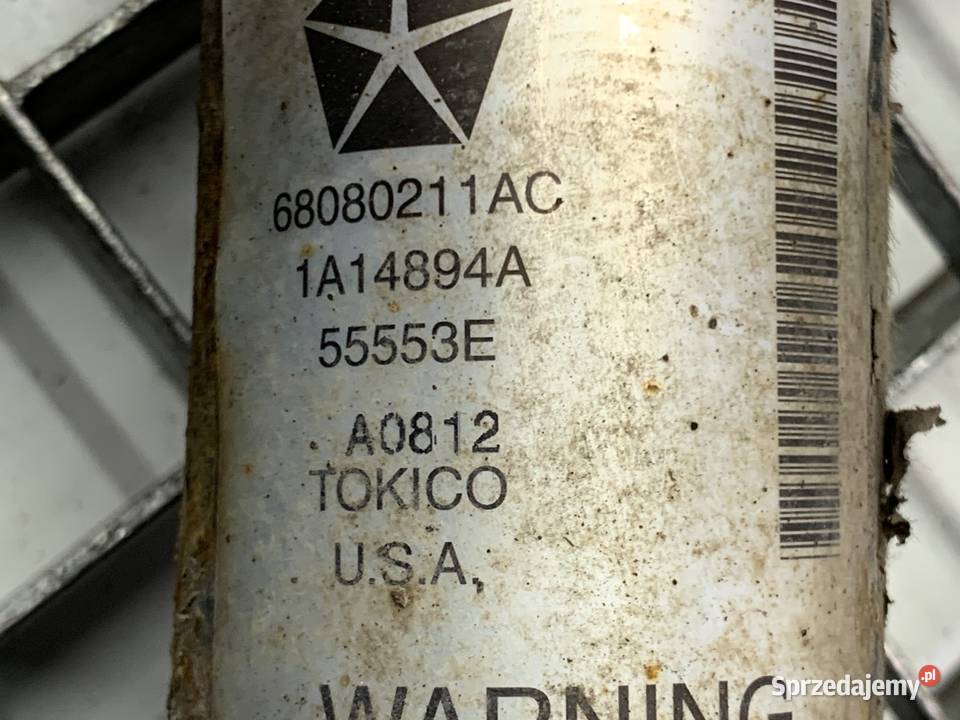 68080211AC
1A14894A
55553E
A0812
TOKICO
U.S.A.
WARNING
Sprzedajemy.pl